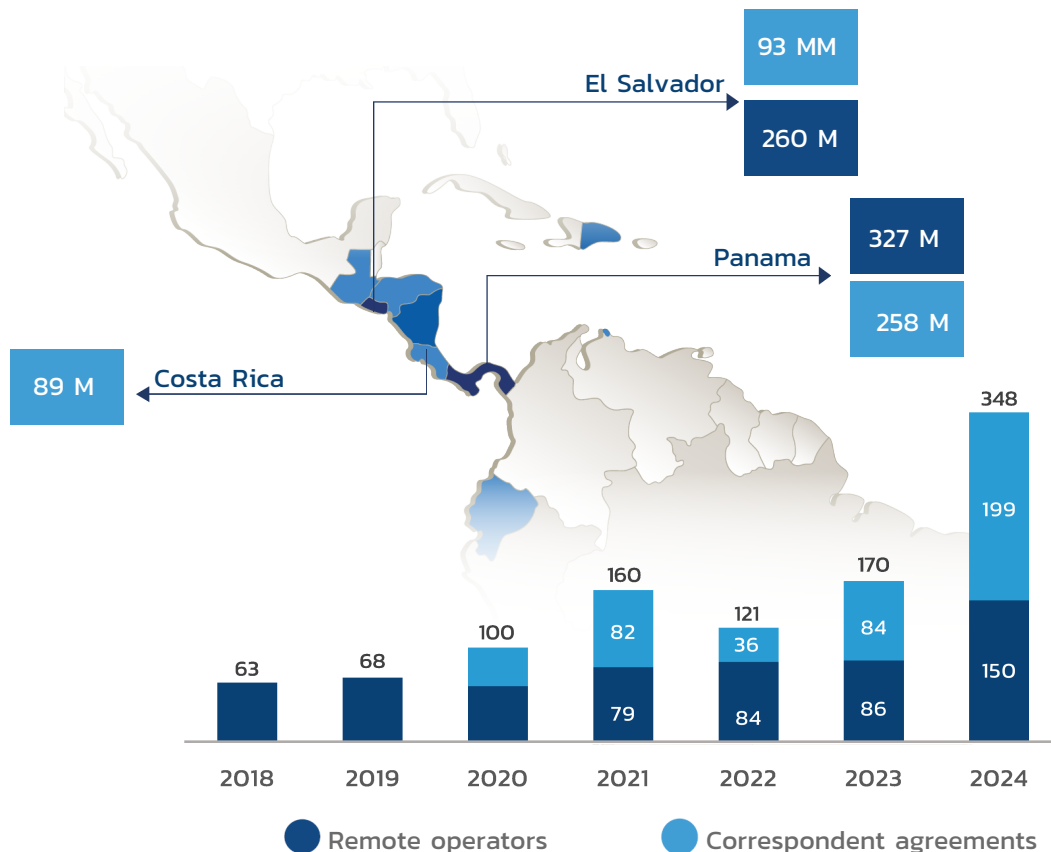 93 MM
El Salvador
260 M
327 M
Panama
258 M
89 M
Costa Rica
348
199
160
170
100
121
82
36
84
63
68
150
79
84
86
2018 2019 2020 2021 2022 2023 2024
Remote operators Correspondent agreements